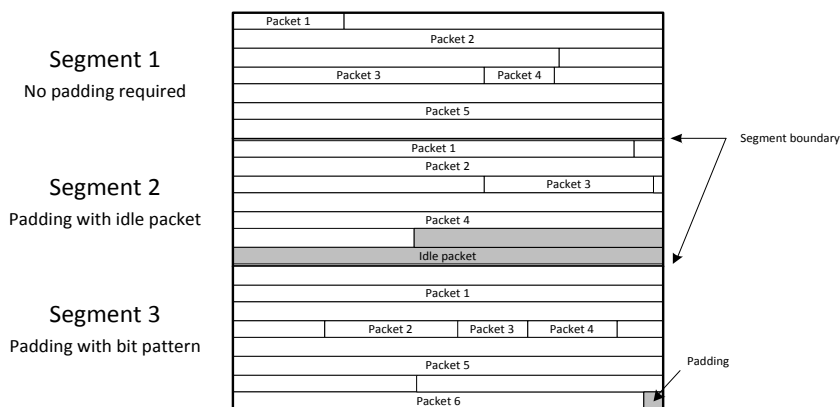 Packet 1
Packet 2
Segment 1
No padding required
Packet 3
Packet 4
Packet 5
Segment boundary
Packet 1
Packet 2
Segment 2
Padding with idle packet
Packet 3
Packet 4
Idle packet
Packet 1
Segment 3
Padding with bit pattern
Packet 2
Packet 3
Packet 4
Packet 5
Padding
Packet 6